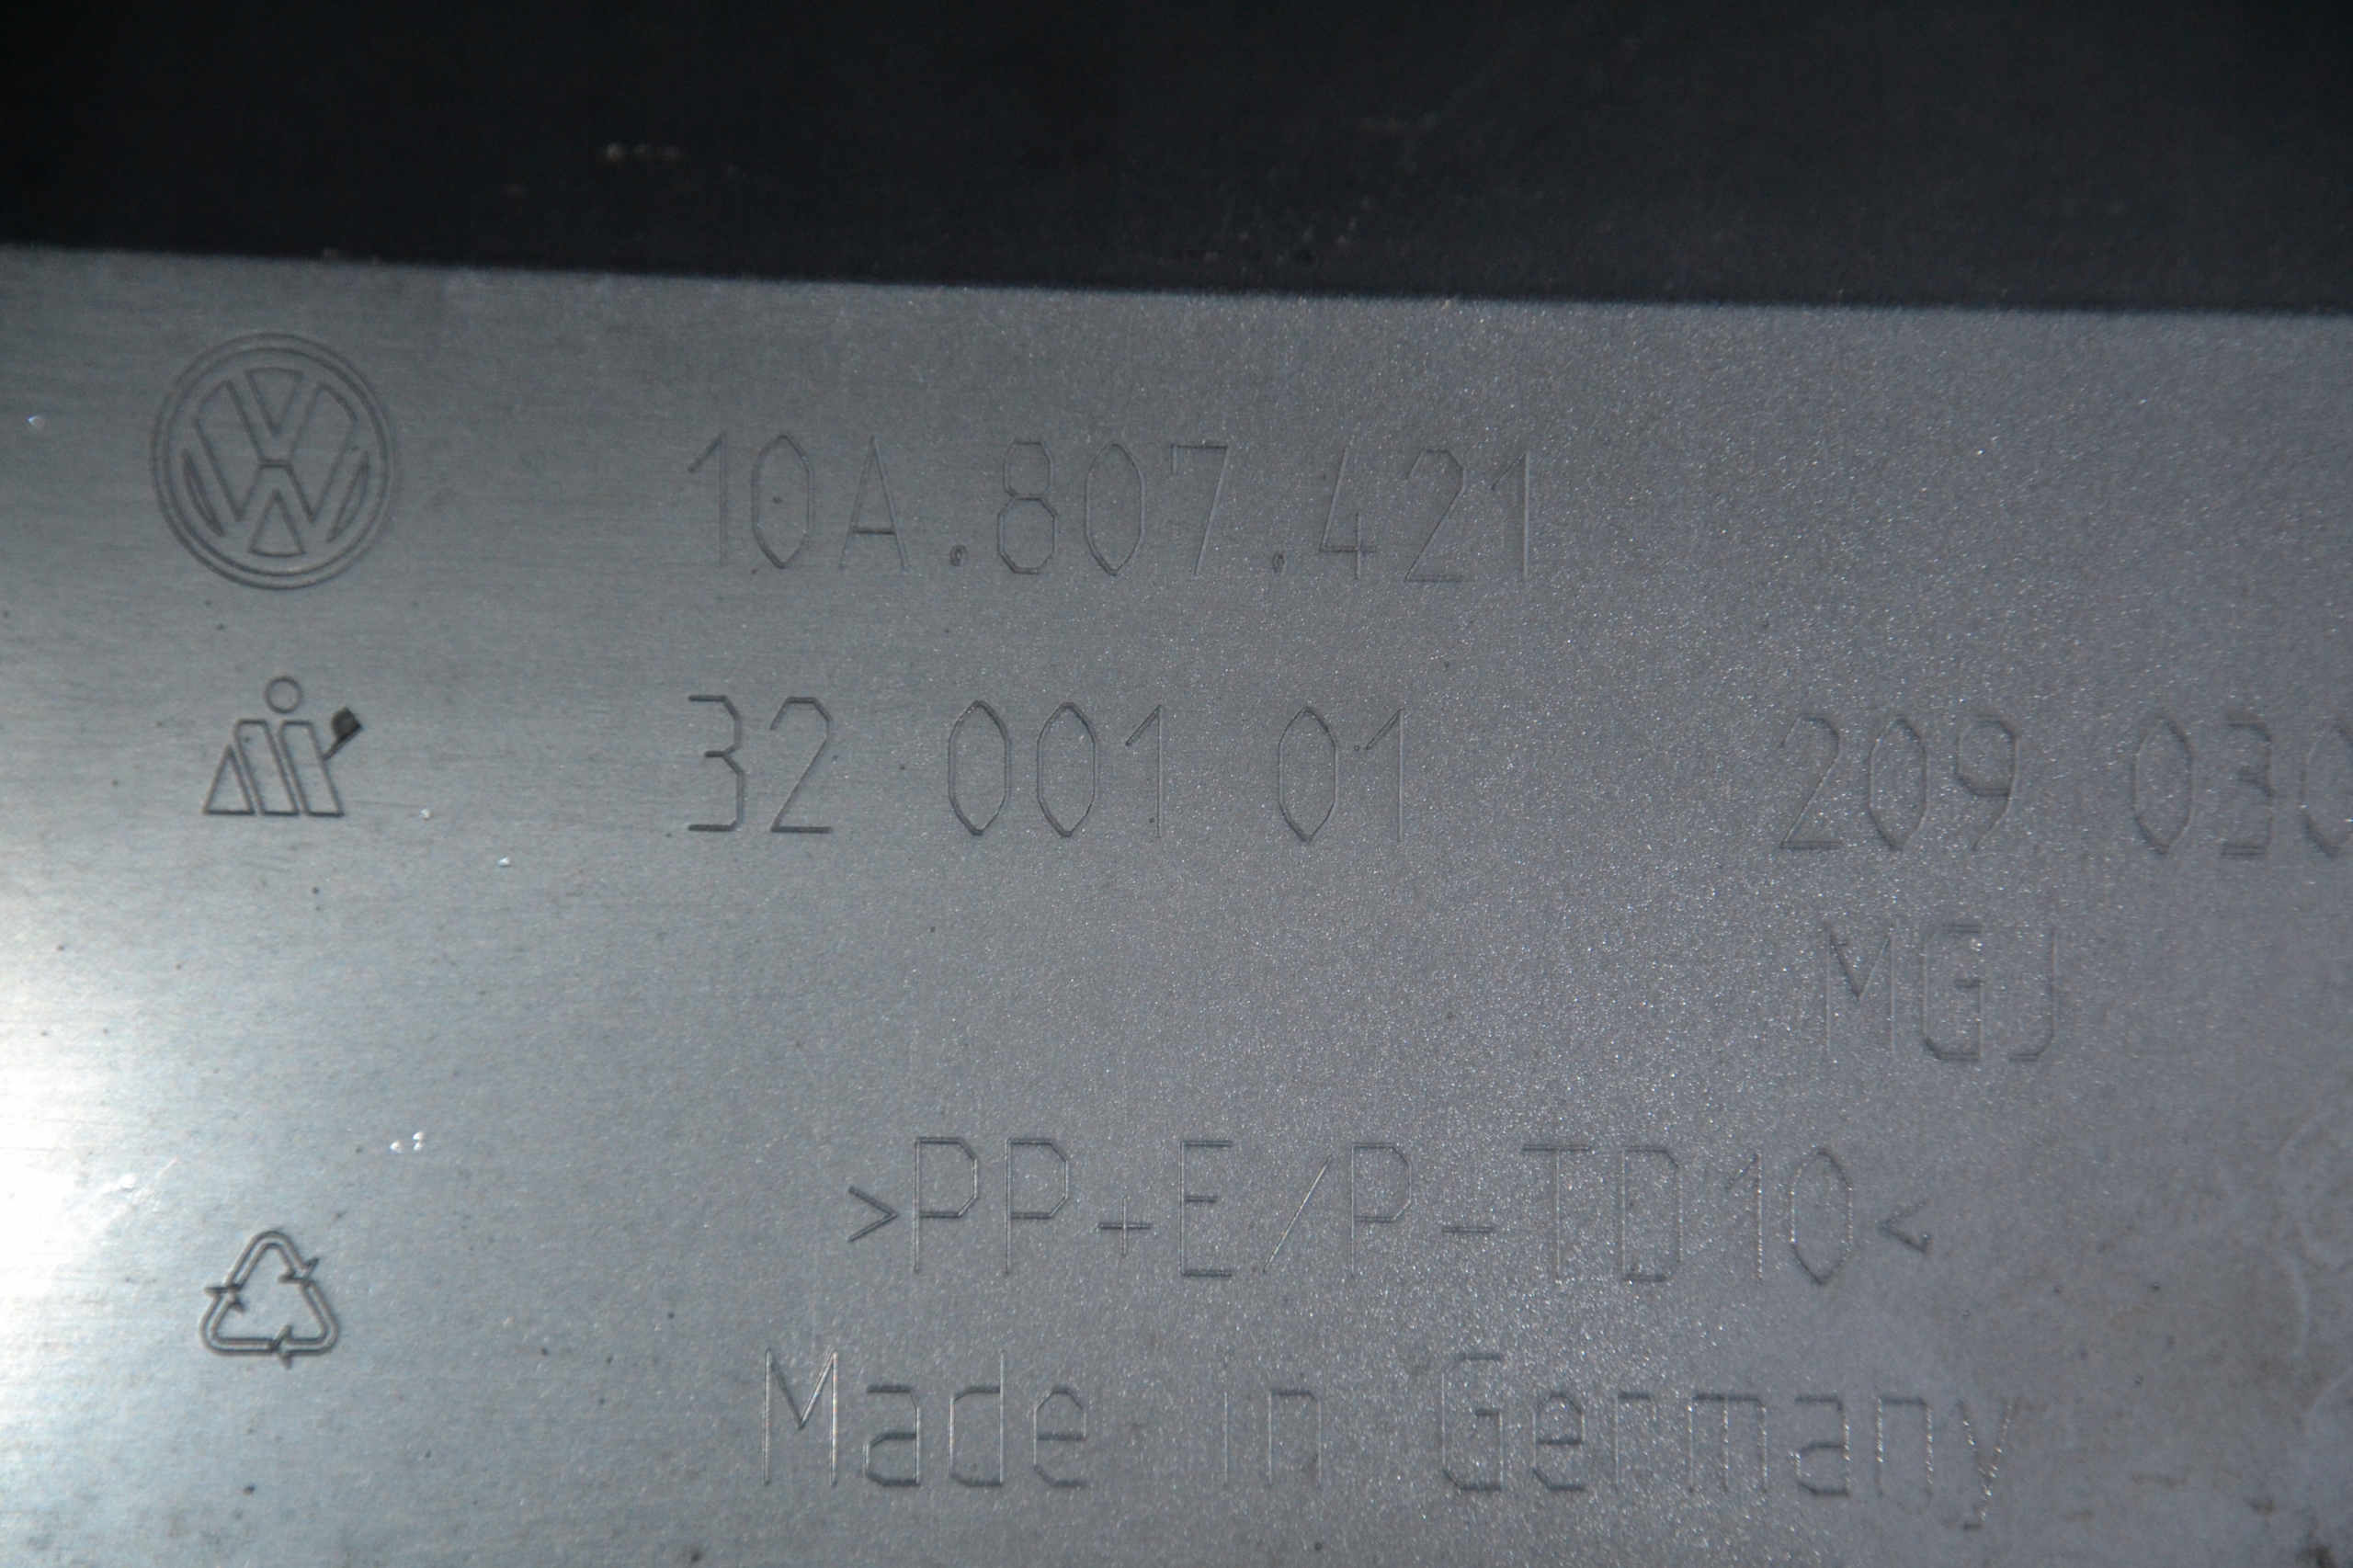 10A.807.421
32 001 01 209 030
MGJ
>PP+E/P-TD10<
Made in Germany